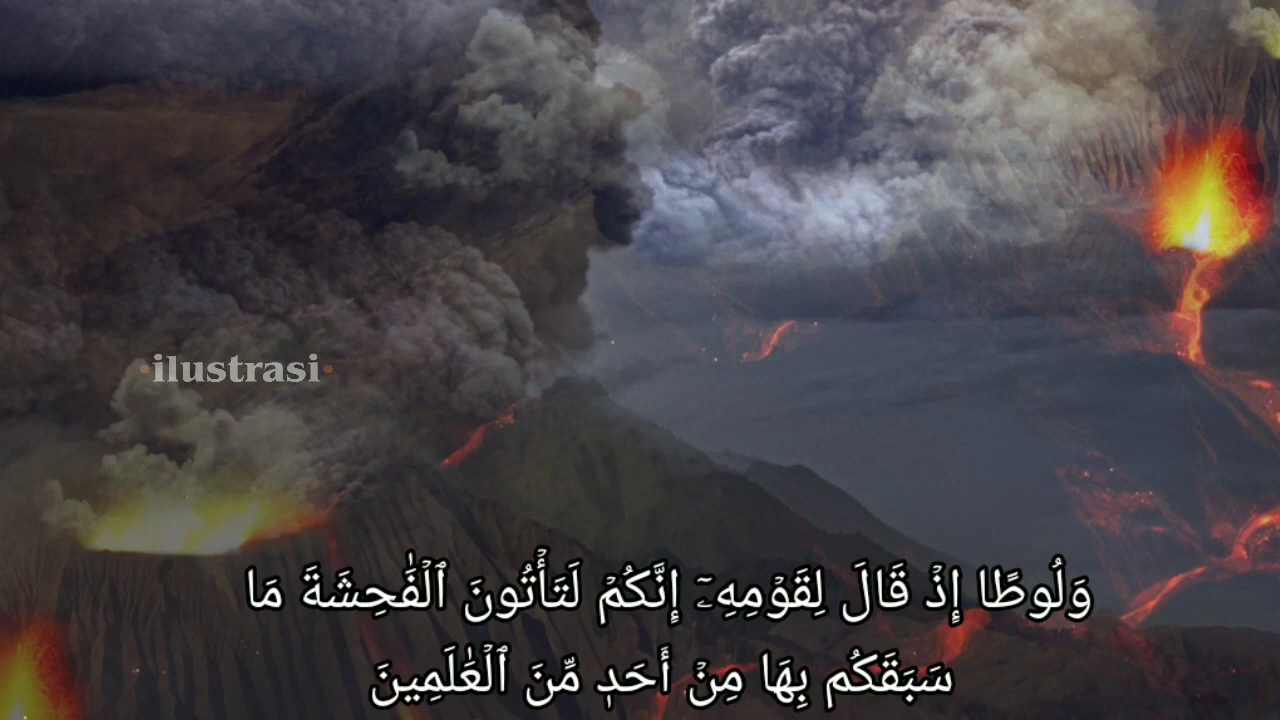 •ilustrasi•
وَلُوطًا إِذۡ قَالَ لِقَوۡمِهِۦٓ إِنَّكُمۡ لَتَأۡتُونَ ٱلۡفَٰحِشَةَ مَا
سَبَقَكُم بِهَا مِنۡ أَحَدٖ مِّنَ ٱلۡعَٰلَمِينَ